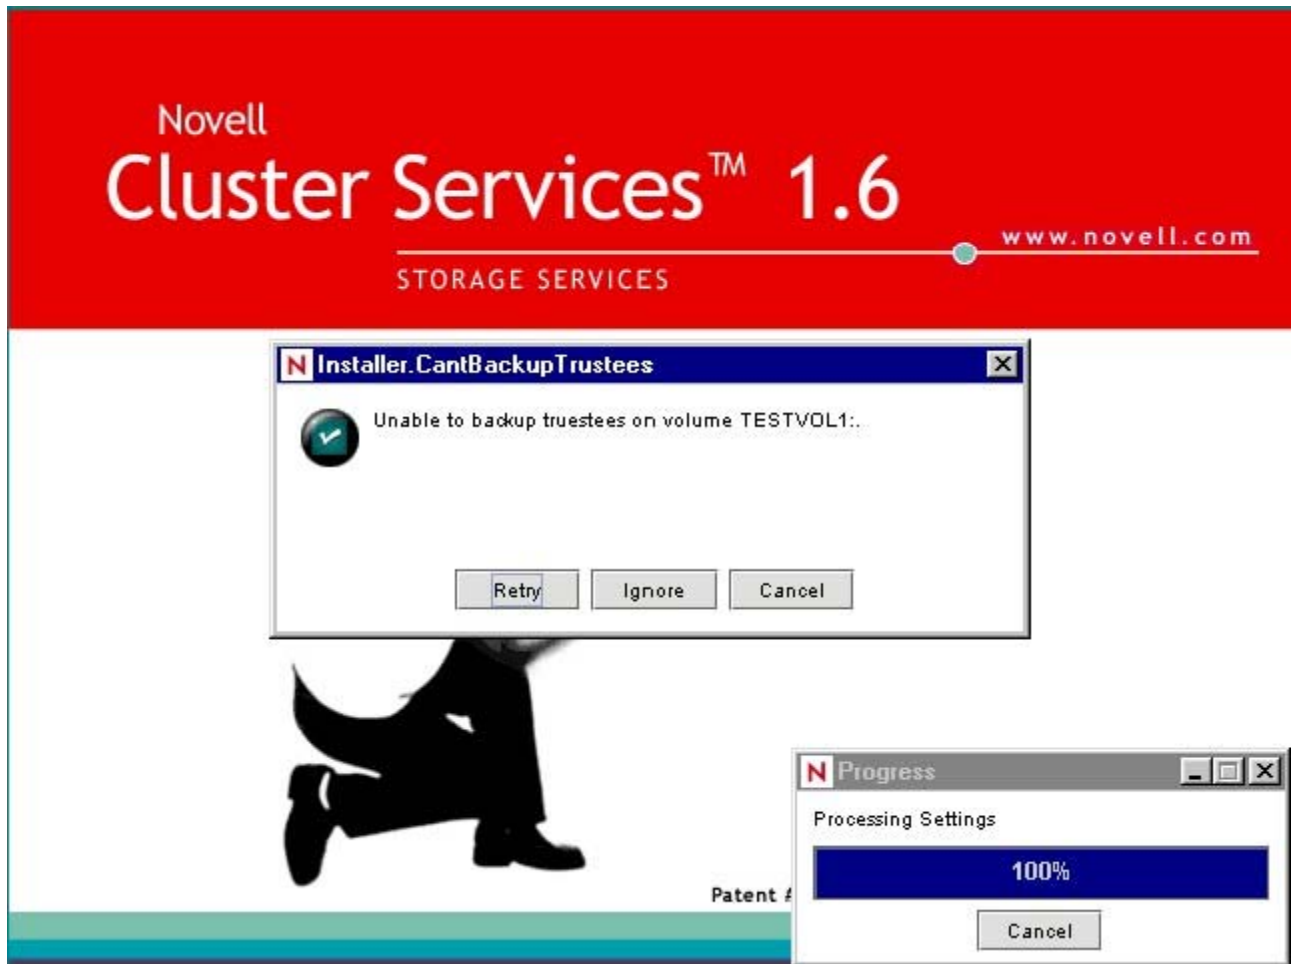 Novell
Cluster Services™ 1.6
www.novell.com
STORAGE SERVICES
N Installer.CantBackupTrustees
Unable to backup truestees on volume TESTVOL1:.
Retry Ignore Cancel
N Progress
Processing Settings
100%
Patent
Cancel